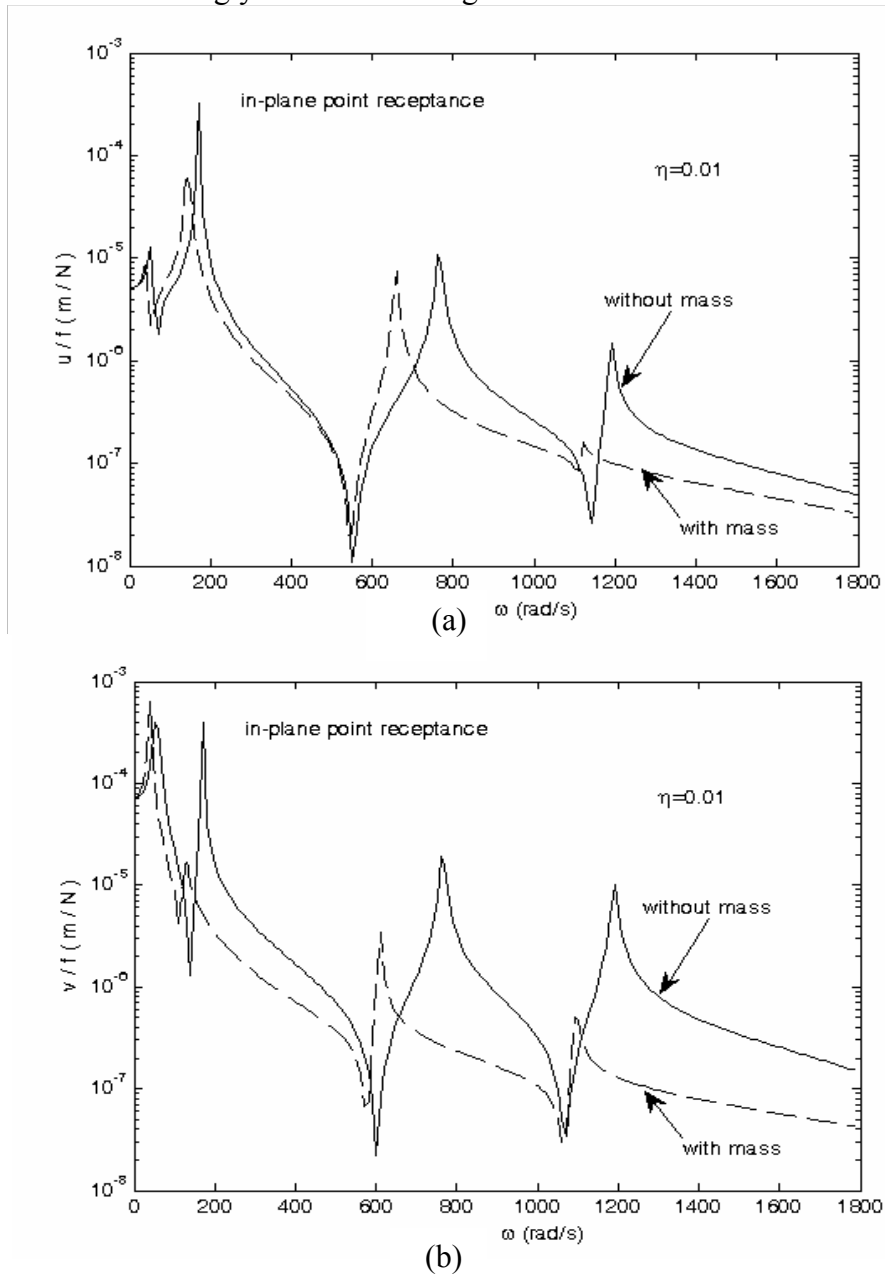 10⁻³
in-plane point receptance
10⁻⁴
η=0.01
10⁻⁵
without mass
u / f ( m / N )
10⁻⁶
10⁻⁷
with mass
10⁻⁸
0 200 400 600 800 1000 1200 1400 1600 1800
ω (rad/s)
(a)
10⁻³
in-plane point receptance
10⁻⁴
η=0.01
10⁻⁵
without mass
v / f ( m / N )
10⁻⁶
10⁻⁷
with mass
10⁻⁸
0 200 400 600 800 1000 1200 1400 1600 1800
ω (rad/s)
(b)